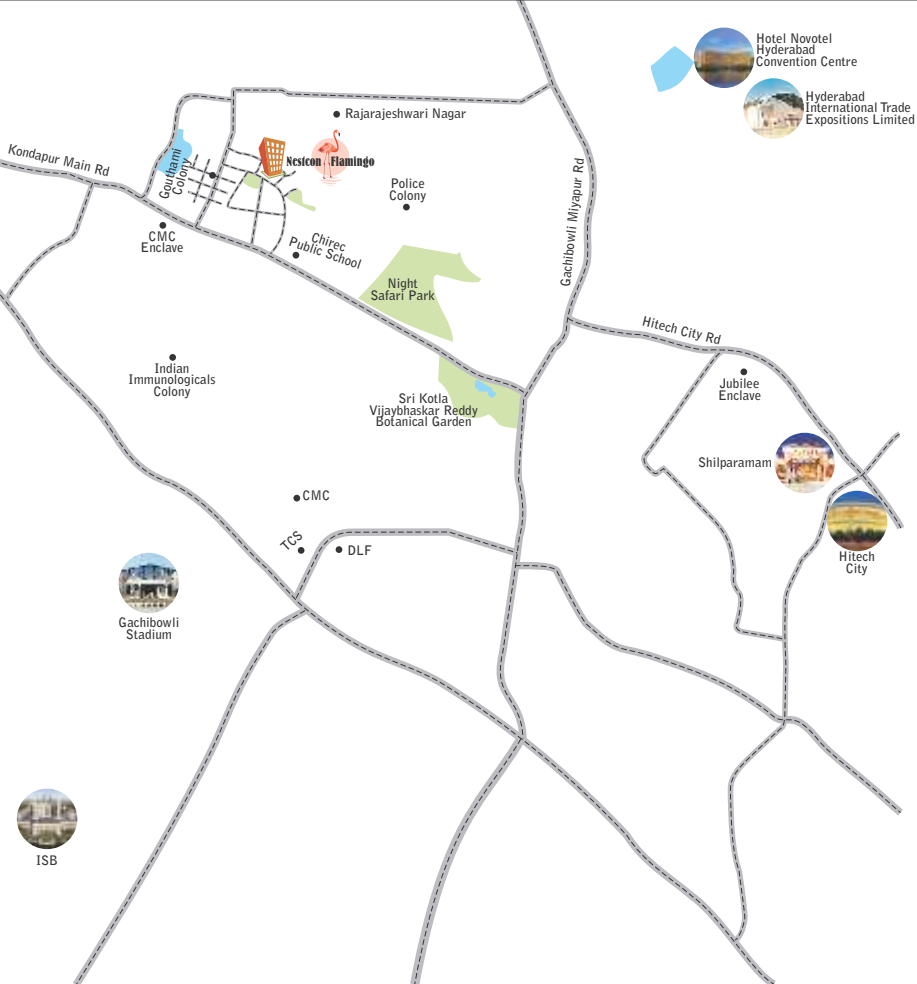 Hotel Novotel
Hyderabad
Convention Centre
Hyderabad
International Trade
Expositions Limited
Rajarajeshwari Nagar
Kondapur Main Rd
Gouthami
Colony
Nestcon Flamingo
Police
Colony
Gachibowli Miyapur Rd
CMC
Enclave
Chirec
Public School
Night
Safari Park
Hitech City Rd
Indian
Immunologicals
Colony
Jubilee
Enclave
Sri Kotla
Vijaybhaskar Reddy
Botanical Garden
Shilparamam
CMC
TCS
DLF
Hitech
City
Gachibowli
Stadium
ISB